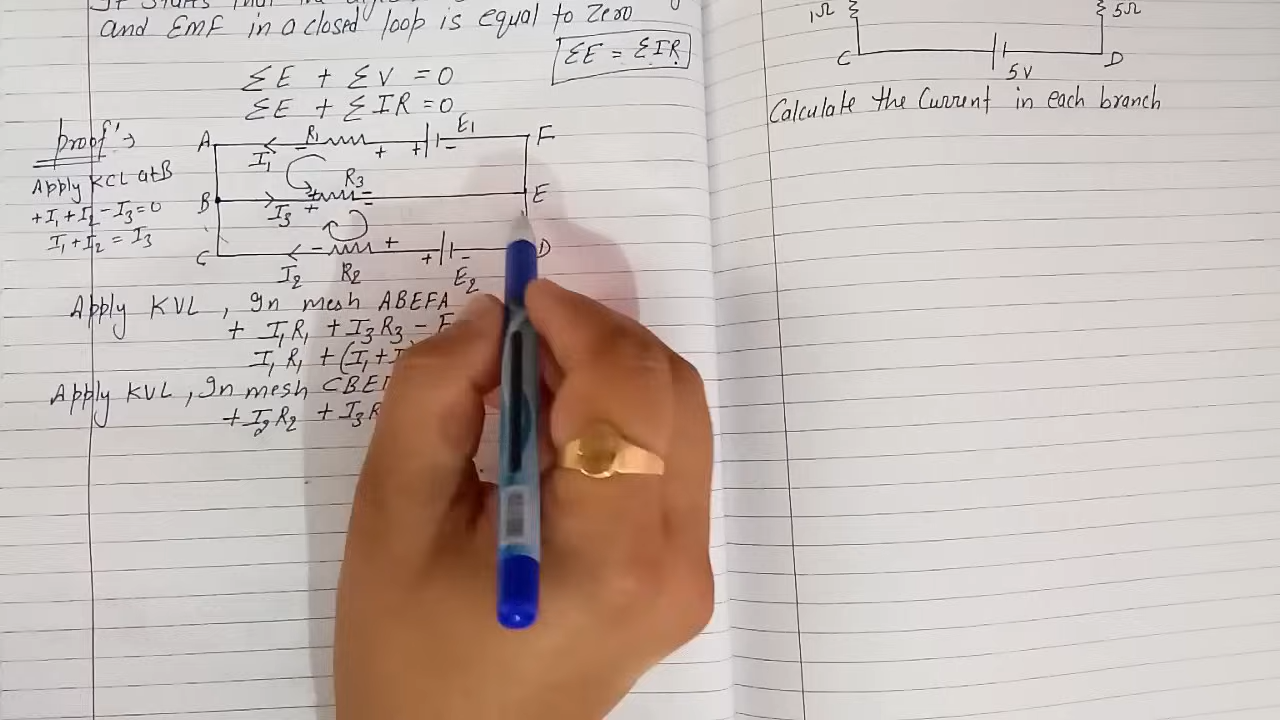 and EMF in a closed loop is equal to Zero
ΣE = ΣIR
ΣE + ΣV = 0
ΣE + ΣIR = 0
Proof:
Apply KCL at B
+I₁+I₂-I₃=0
I₁+I₂ = I₃
A I₁ - R₁ + + - E₁ F
B I₃ + R₃ - E
C I₂ - R₂ + + - E₂ D
Apply KVL, In mesh ABEFA
+ I₁R₁ + I₃R₃ -
I₁R₁ + (I₁+
Apply KVL, In mesh CBE
+I₂R₂ + I₃R
1Ω 5Ω
C 5V D
Calculate the Current in each branch